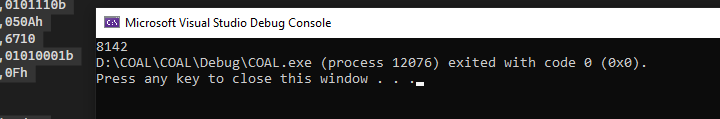 ,0101110b
,050Ah
,6710
,01010001b
,0Fh
Microsoft Visual Studio Debug Console
8142
D:\COAL\COAL\Debug\COAL.exe (process 12076) exited with code 0 (0x0).
Press any key to close this window . . .